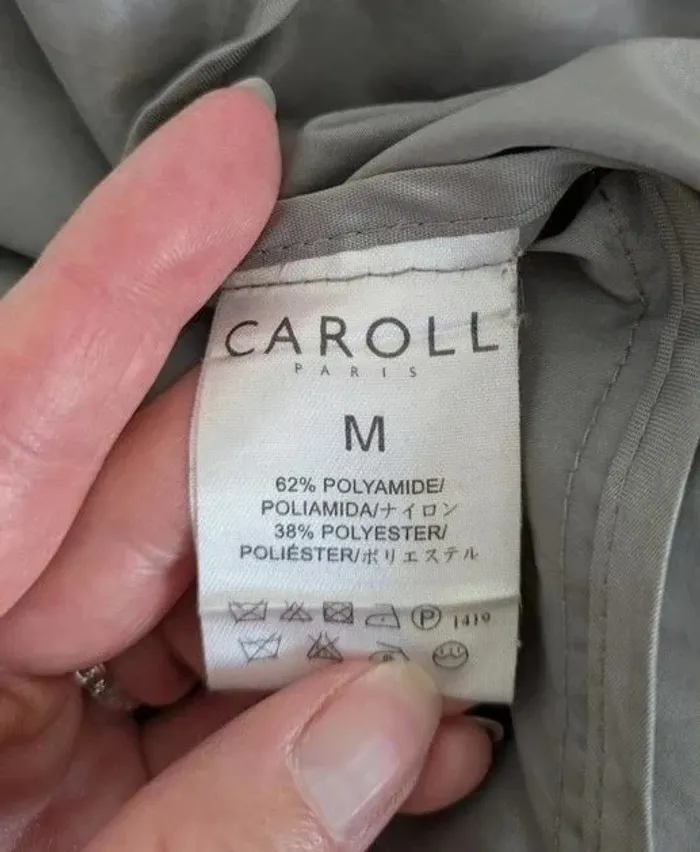 CAROLL
PARIS
M
62% POLYAMIDE/
POLIAMIDA/ナイロン
38% POLYESTER/
POLIÉSTER/ポリエステル
P 1419